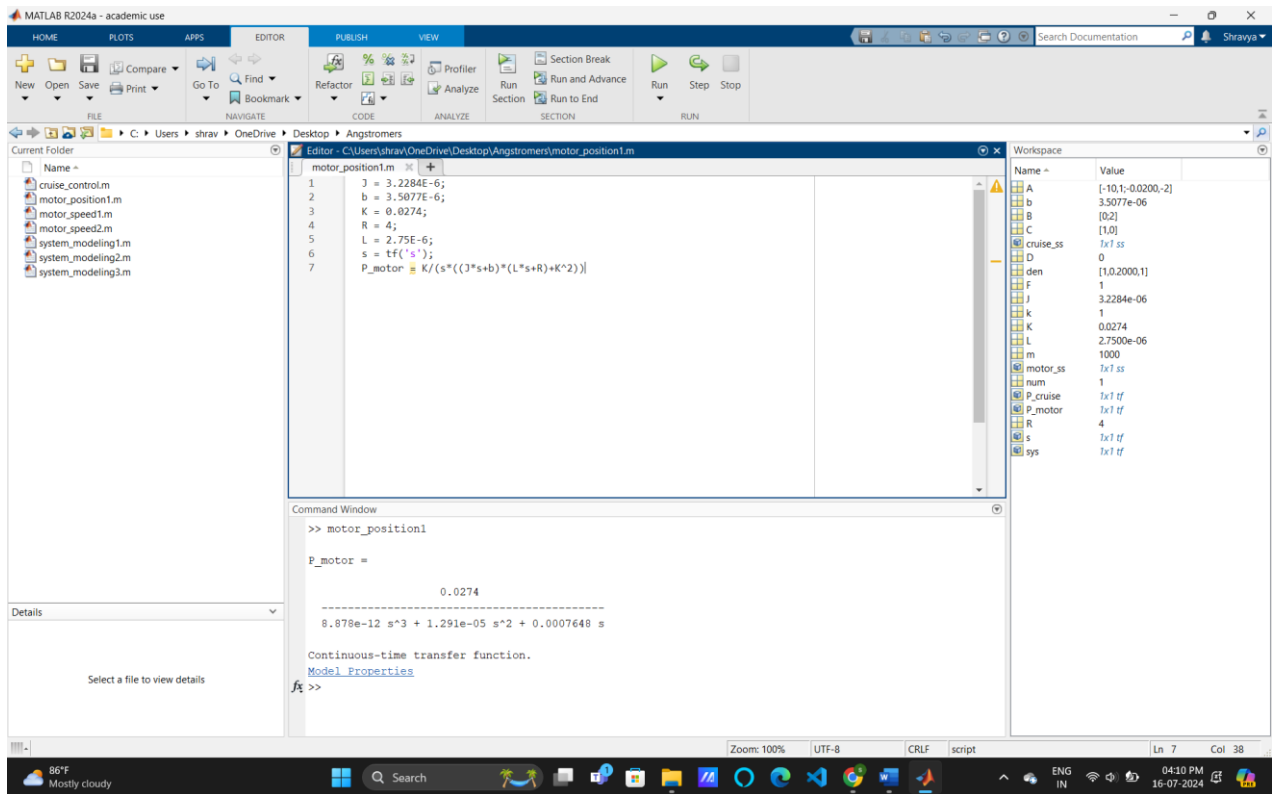 MATLAB R2024a - academic use
HOME PLOTS APPS EDITOR PUBLISH VIEW Search Documentation Shravya
New Open Save Compare Print FILE
Go To Find Bookmark NAVIGATE
Refactor CODE
Profiler Analyze ANALYZE
Run Section Section Break Run and Advance Run to End SECTION
Run Step Stop RUN
C: Users shrav OneDrive Desktop Angstromers
Current Folder
Name
cruise_control.m
motor_position1.m
motor_speed1.m
motor_speed2.m
system_modeling1.m
system_modeling2.m
system_modeling3.m
Details
Select a file to view details
Editor - C:\Users\shrav\OneDrive\Desktop\Angstromers\motor_position1.m
motor_position1.m
1 J = 3.2284E-6;
2 b = 3.5077E-6;
3 K = 0.0274;
4 R = 4;
5 L = 2.75E-6;
6 s = tf('s');
7 P_motor = K/(s*((J*s+b)*(L*s+R)+K^2))
Command Window
>> motor_position1
P_motor =
0.0274
-------------------------------------------
8.878e-12 s^3 + 1.291e-05 s^2 + 0.0007648 s
Continuous-time transfer function.
Model Properties
fx >>
Workspace
Name Value
A [-10,1;-0.0200,-2]
b 3.5077e-06
B [0;2]
C [1,0]
cruise_ss 1x1 ss
D 0
den [1,0.2000,1]
F 1
J 3.2284e-06
k 1
K 0.0274
L 2.7500e-06
m 1000
motor_ss 1x1 ss
num 1
P_cruise 1x1 tf
P_motor 1x1 tf
R 4
s 1x1 tf
sys 1x1 tf
Zoom: 100% UTF-8 CRLF script Ln 7 Col 38
86°F
Mostly cloudy
Search
ENG
IN
04:10 PM
16-07-2024